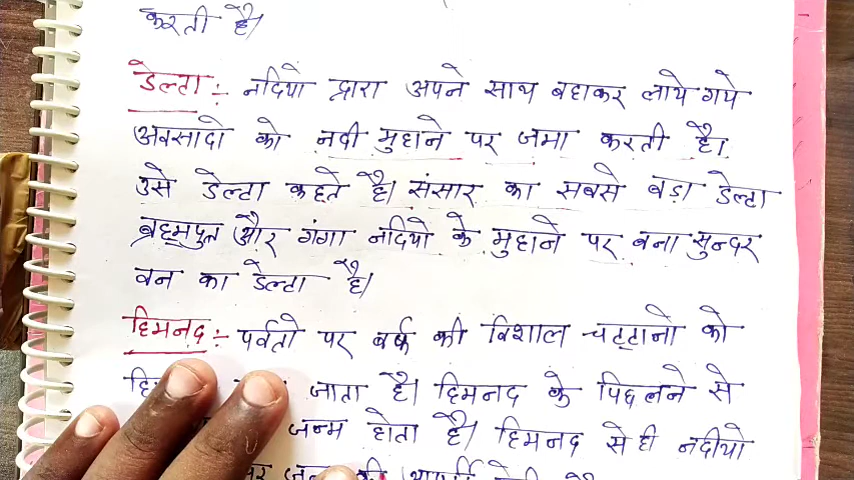 करती है।
डेल्टा :- नदियो द्वारा अपने साथ बहाकर लाये गये
अवसादो को नदी मुहाने पर जमा करती है।
उसे डेल्टा कहते है। संसार का सबसे बड़ा डेल्टा
ब्रह्मपुत्र और गंगा नदियो के मुहाने पर बना सुन्दर
वन का डेल्टा है।
हिमनद :- पर्वतो पर बर्फ की विशाल चट्टानो को
जाता है। हिमनद के पिघलने से
जन्म होता है। हिमनद से ही नदीयो